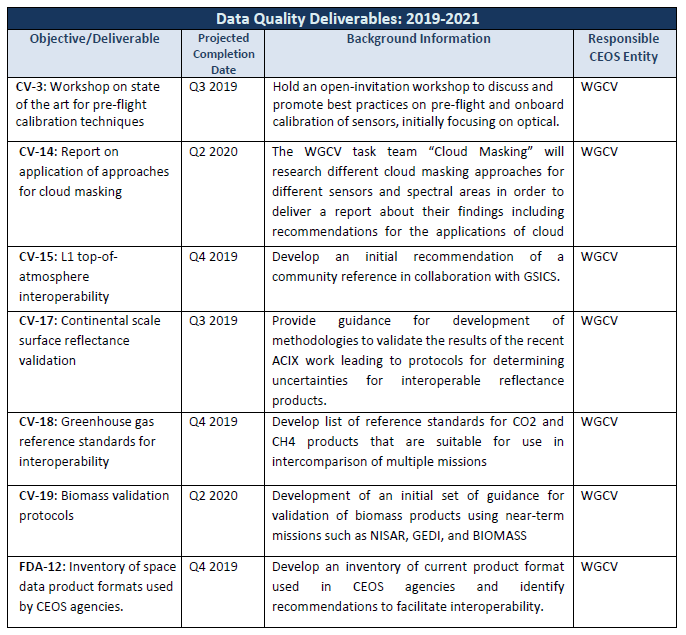 Data Quality Deliverables: 2019-2021
Objective/Deliverable
Projected
Completion
Date
Background Information
Responsible
CEOS Entity
CV-3: Workshop on state
of the art for pre-flight
calibration techniques
Q3 2019
Hold an open-invitation workshop to discuss and
promote best practices on pre-flight and onboard
calibration of sensors, initially focusing on optical.
WGCV
CV-14: Report on
application of approaches
for cloud masking
Q2 2020
The WGCV task team “Cloud Masking” will
research different cloud masking approaches for
different sensors and spectral areas in order to
deliver a report about their findings including
recommendations for the applications of cloud
WGCV
CV-15: L1 top-of-
atmosphere
interoperability
Q4 2019
Develop an initial recommendation of a
community reference in collaboration with GSICS.
WGCV
CV-17: Continental scale
surface reflectance
validation
Q3 2019
Provide guidance for development of
methodologies to validate the results of the recent
ACIX work leading to protocols for determining
uncertainties for interoperable reflectance
products.
WGCV
CV-18: Greenhouse gas
reference standards for
interoperability
Q4 2019
Develop list of reference standards for CO2 and
CH4 products that are suitable for use in
intercomparison of multiple missions
WGCV
CV-19: Biomass validation
protocols
Q2 2020
Development of an initial set of guidance for
validation of biomass products using near-term
missions such as NISAR, GEDI, and BIOMASS
WGCV
FDA-12: Inventory of space
data product formats used
by CEOS agencies.
Q4 2019
Develop an inventory of current product format
used in CEOS agencies and identify
recommendations to facilitate interoperability.
WGCV